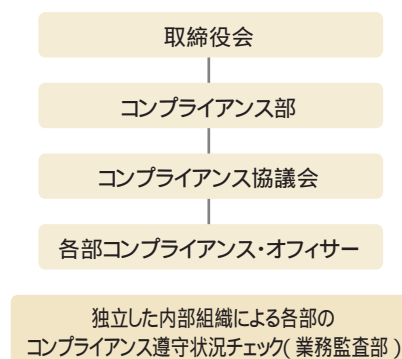 取締役会
コンプライアンス部
コンプライアンス協議会
各部コンプライアンス・オフィサー
独立した内部組織による各部の
コンプライアンス遵守状況チェック(業務監査部)